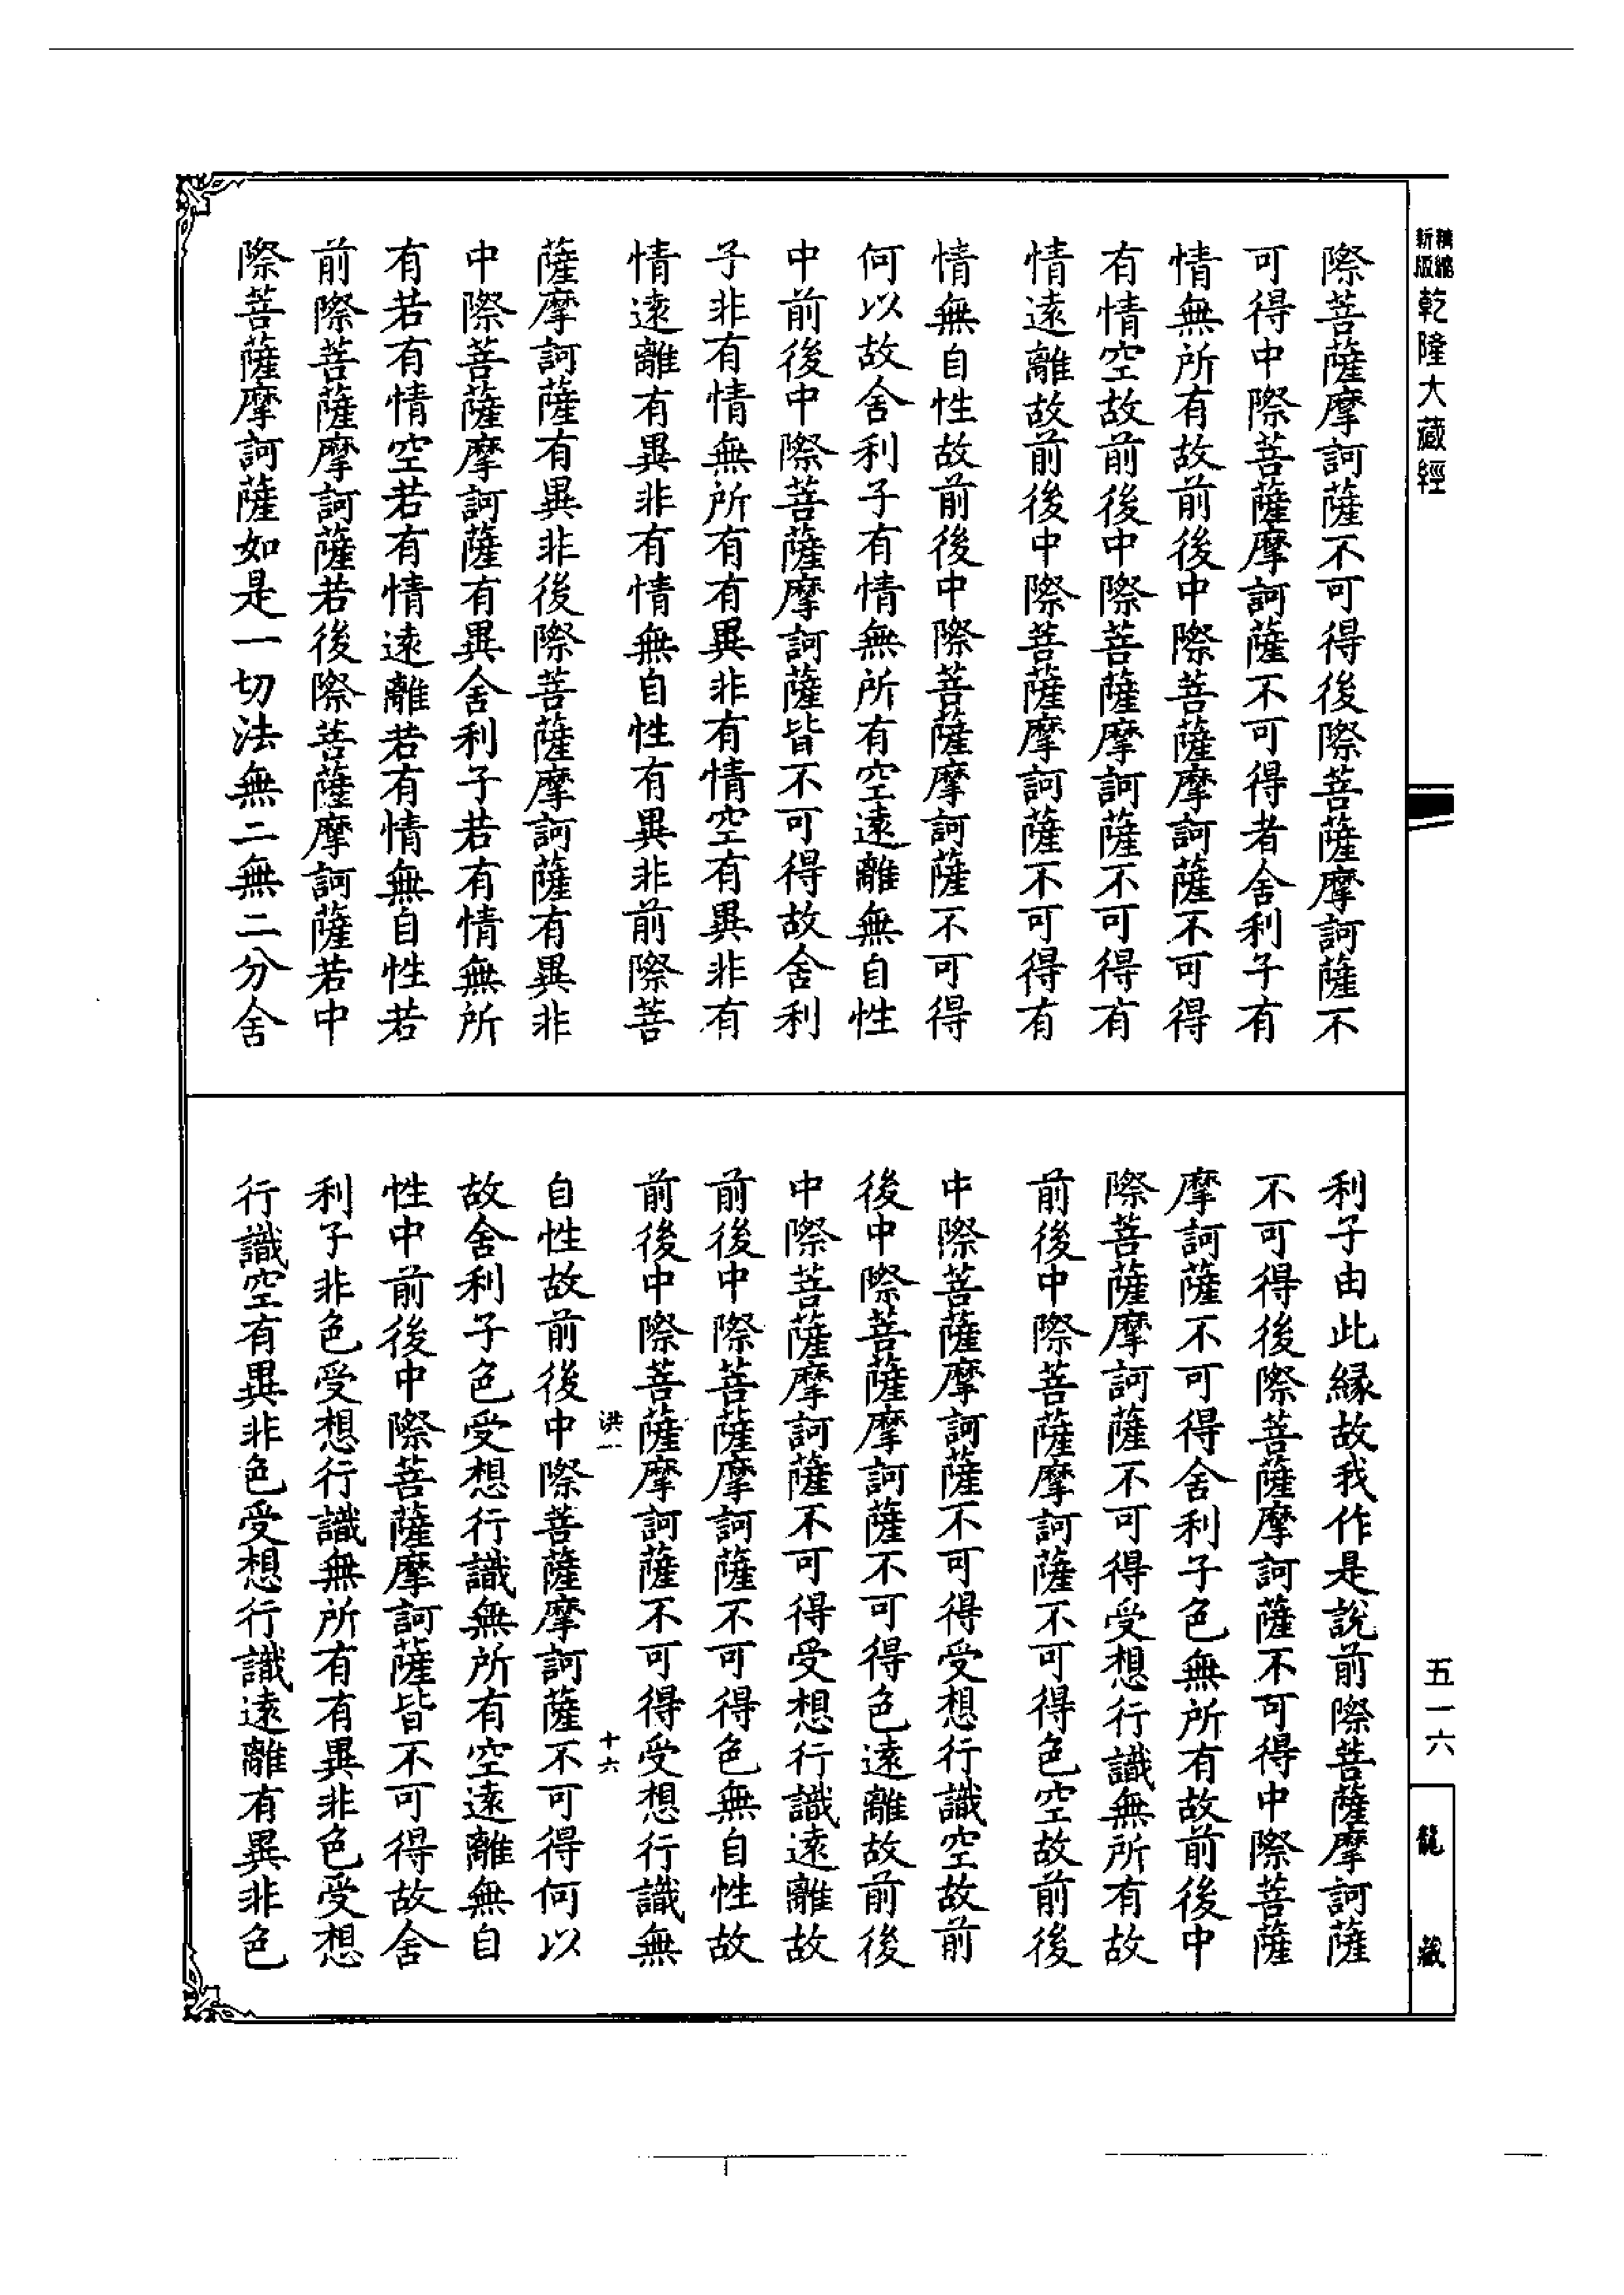 精縮新版乾隆大藏經
際菩薩摩訶薩不可得後際菩薩摩訶薩不
可得中際菩薩摩訶薩不可得者舍利子有
情無所有故前後中際菩薩摩訶薩不可得
有情空故前後中際菩薩摩訶薩不可得有
情遠離故前後中際菩薩摩訶薩不可得有
情無自性故前後中際菩薩摩訶薩不可得
何以故舍利子有情無所有空遠離無自性
中前後中際菩薩摩訶薩皆不可得故舍利
子非有情無所有有異非有情空有異非有
情遠離有異非有情無自性有異非前際菩
薩摩訶薩有異非後際菩薩摩訶薩有異非
中際菩薩摩訶薩有異舍利子若有情無所
有若有情空若有情遠離若有情無自性若
前際菩薩摩訶薩若後際菩薩摩訶薩若中
際菩薩摩訶薩如是一切法無二無二分舍
利子由此緣故我作是說前際菩薩摩訶薩
不可得後際菩薩摩訶薩不可得中際菩薩
摩訶薩不可得舍利子色無所有故前後中
際菩薩摩訶薩不可得受想行識無所有故
前後中際菩薩摩訶薩不可得色空故前後
中際菩薩摩訶薩不可得受想行識空故前
後中際菩薩摩訶薩不可得色遠離故前後
中際菩薩摩訶薩不可得受想行識遠離故
前後中際菩薩摩訶薩不可得色無自性故
前後中際菩薩摩訶薩不可得受想行識無
洪一 十六
自性故前後中際菩薩摩訶薩不可得何以
故舍利子色受想行識無所有空遠離無自
性中前後中際菩薩摩訶薩皆不可得故舍
利子非色受想行識無所有有異非色受想
行識空有異非色受想行識遠離有異非色
五一六
龍藏